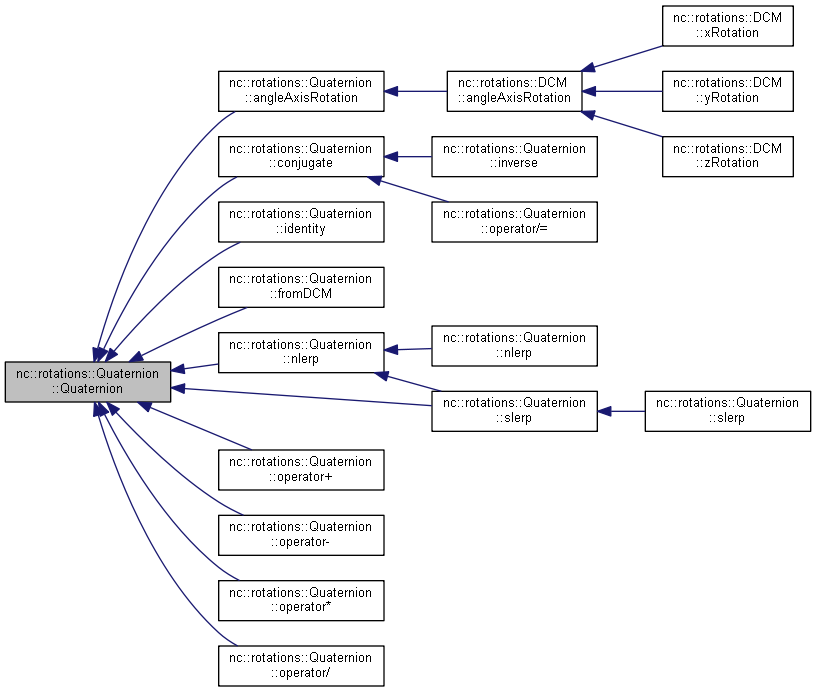 nc::rotations::DCM
::xRotation
nc::rotations::Quaternion
::angleAxisRotation
nc::rotations::DCM
::angleAxisRotation
nc::rotations::DCM
::yRotation
nc::rotations::Quaternion
::conjugate
nc::rotations::Quaternion
::inverse
nc::rotations::DCM
::zRotation
nc::rotations::Quaternion
::identity
nc::rotations::Quaternion
::operator/=
nc::rotations::Quaternion
::fromDCM
nc::rotations::Quaternion
::nlerp
nc::rotations::Quaternion
::nlerp
nc::rotations::Quaternion
::Quaternion
nc::rotations::Quaternion
::slerp
nc::rotations::Quaternion
::slerp
nc::rotations::Quaternion
::operator+
nc::rotations::Quaternion
::operator-
nc::rotations::Quaternion
::operator*
nc::rotations::Quaternion
::operator/